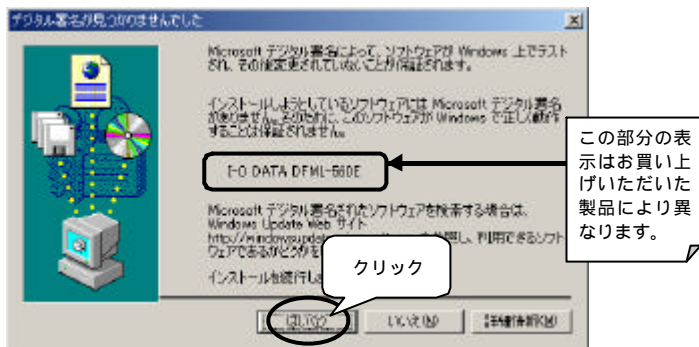 デジタル署名が見つかりませんでした
Microsoft デジタル署名によって、ソフトウェアが Windows 上でテスト
され、その後変更されていないことが保証されます。
インストールしようとしているソフトウェアには Microsoft デジタル署名
がありません。そのために、このソフトウェアが Windows で正しく動作
することは保証されません。
I-O DATA DFML-560E
Microsoft デジタル署名されたソフトウェアを検索する場合は、
Windows Update Web サイト
http://windowsupdat
し、利用できるソフト
ウェアであるかどうかを
インストールを続行し
クリック
はい(Y)
いいえ(N)
詳細情報(M)
この部分の表
示はお買い上
げいただいた
製品により異
なります。